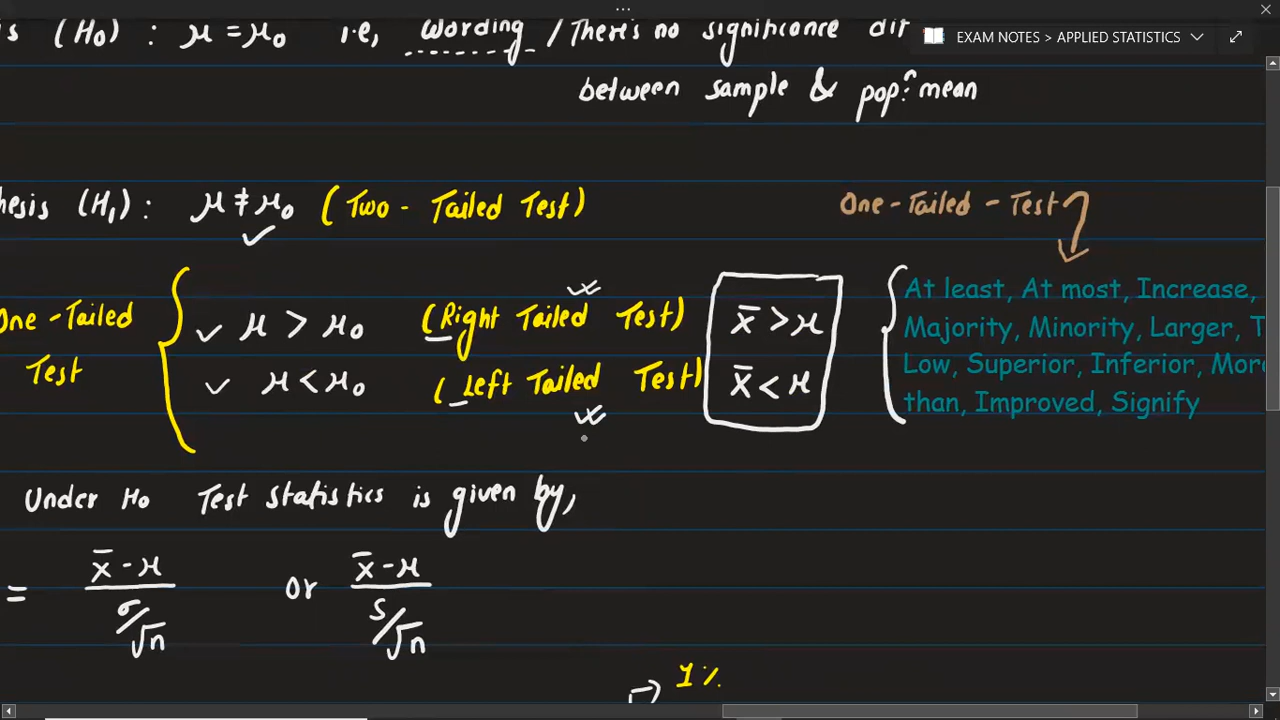 EXAM NOTES > APPLIED STATISTICS
is (H0) : μ = μ0 i.e, Wording / There's no significance dif
between sample & popn mean
hesis (H1) : μ ≠ μ0 (Two - Tailed Test)
One - Tailed - Test
One - Tailed Test
μ > μ0 (Right Tailed Test) x̄ > μ
μ < μ0 (Left Tailed Test) x̄ < μ
At least, At most, Increase,
Majority, Minority, Larger, T
Low, Superior, Inferior, More
than, Improved, Signify
Under H0 Test statistics is given by,
= x̄ - μ / σ/√n or x̄ - μ / s/√n
→ 1%